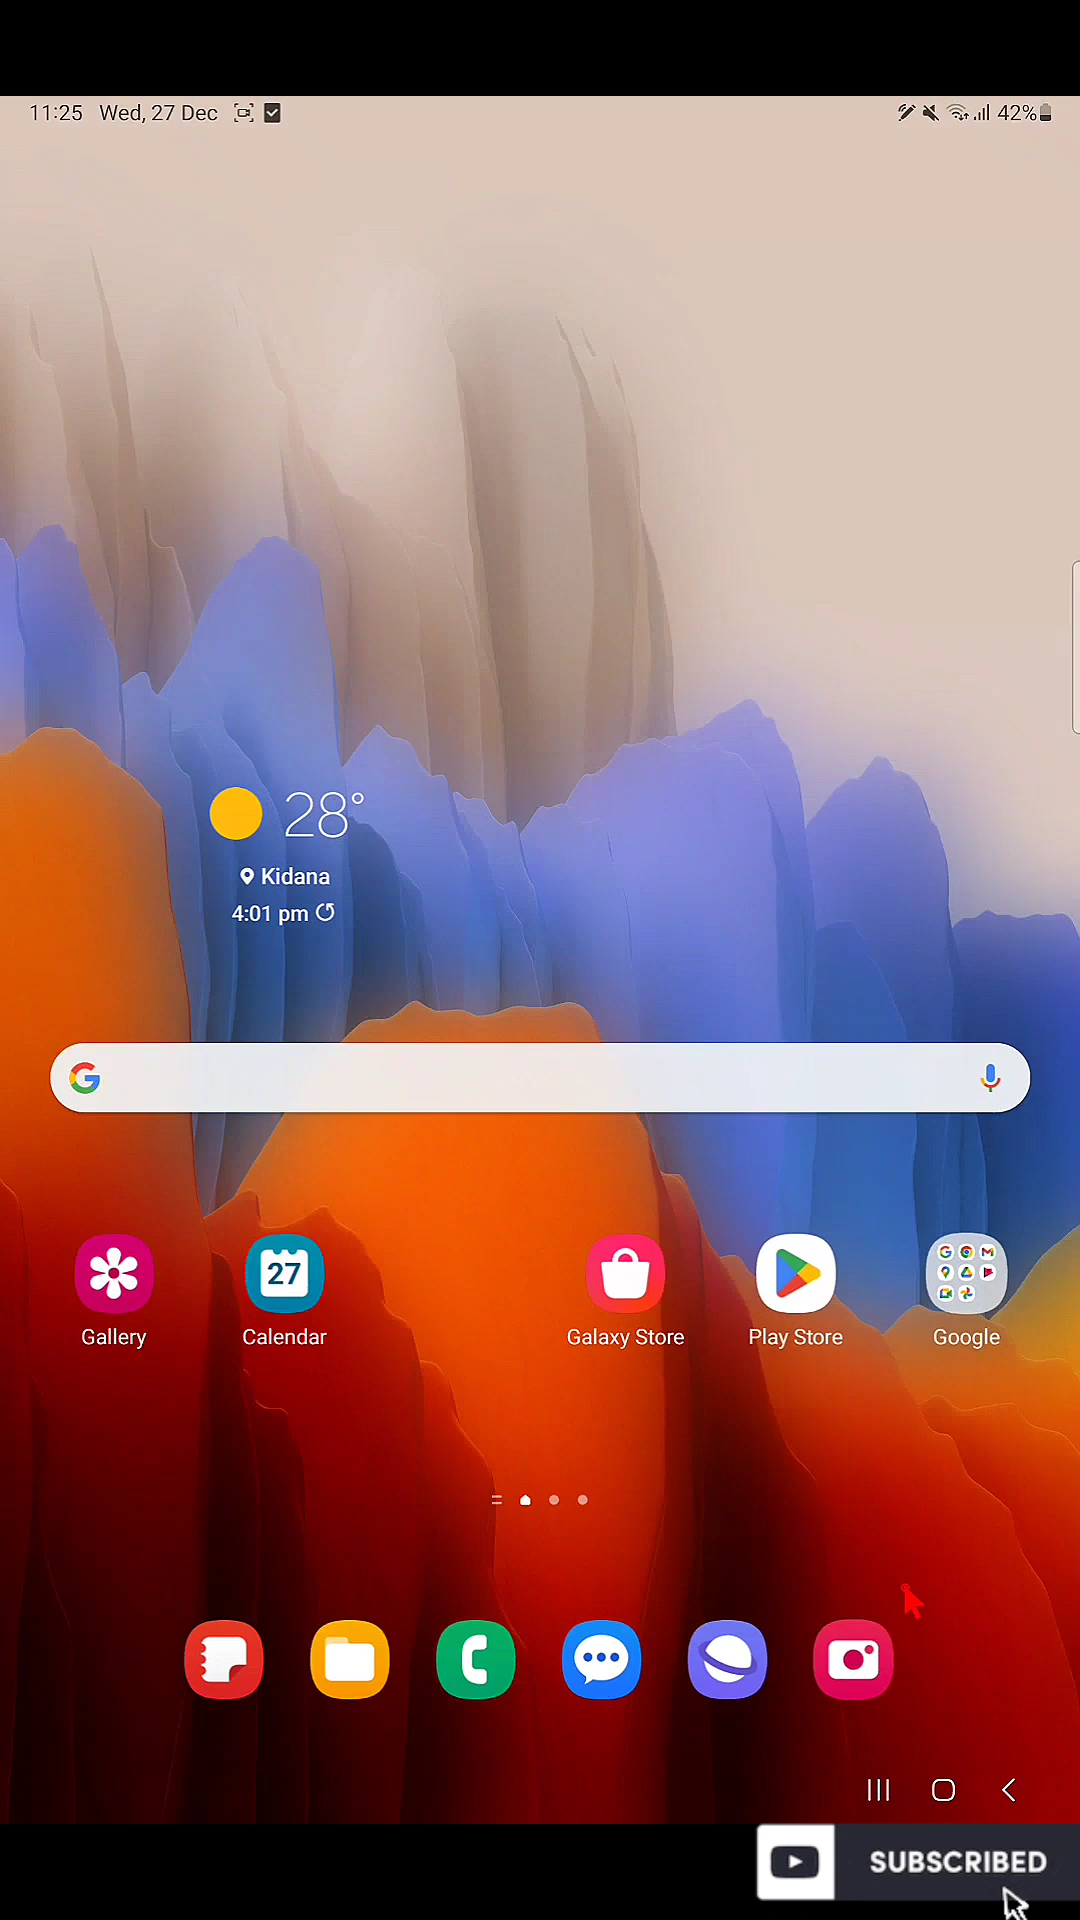 11:25 Wed, 27 Dec 42%
28°
Kidana
4:01 pm
27
Gallery Calendar Galaxy Store Play Store Google
SUBSCRIBED